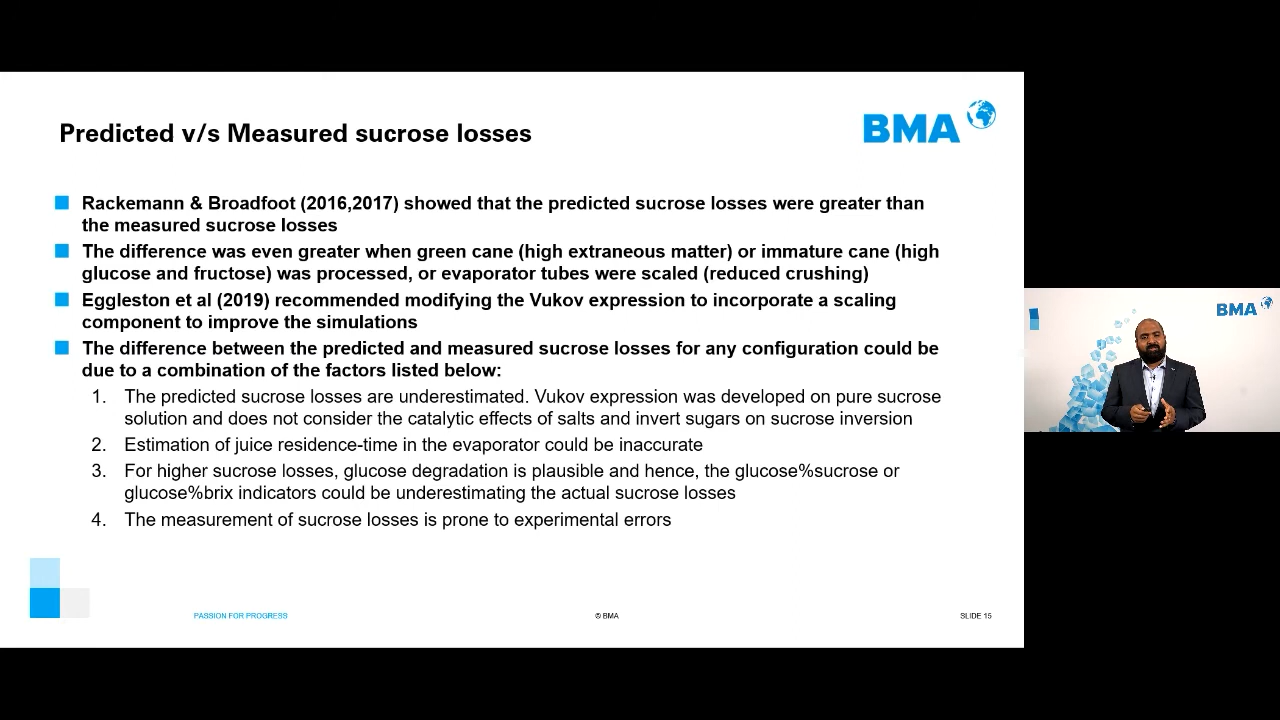 Predicted v/s Measured sucrose losses
BMA
Rackemann & Broadfoot (2016,2017) showed that the predicted sucrose losses were greater than
the measured sucrose losses
The difference was even greater when green cane (high extraneous matter) or immature cane (high
glucose and fructose) was processed, or evaporator tubes were scaled (reduced crushing)
Eggleston et al (2019) recommended modifying the Vukov expression to incorporate a scaling
component to improve the simulations
The difference between the predicted and measured sucrose losses for any configuration could be
due to a combination of the factors listed below:
1. The predicted sucrose losses are underestimated. Vukov expression was developed on pure sucrose
solution and does not consider the catalytic effects of salts and invert sugars on sucrose inversion
2. Estimation of juice residence-time in the evaporator could be inaccurate
3. For higher sucrose losses, glucose degradation is plausible and hence, the glucose%sucrose or
glucose%brix indicators could be underestimating the actual sucrose losses
4. The measurement of sucrose losses is prone to experimental errors
PASSION FOR PROGRESS
© BMA
SLIDE 15
BMA